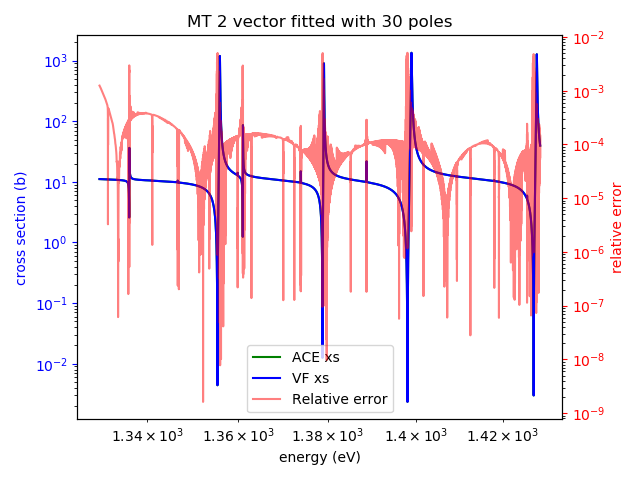 MT 2 vector fitted with 30 poles
cross section (b)
10³
10²
10¹
10⁰
10⁻¹
10⁻²
10⁻²
10⁻³
10⁻⁴
10⁻⁵
10⁻⁶
10⁻⁷
10⁻⁸
10⁻⁹
relative error
ACE xs
VF xs
Relative error
1.34 × 10³ 1.36 × 10³ 1.38 × 10³ 1.4 × 10³ 1.42 × 10³
energy (eV)